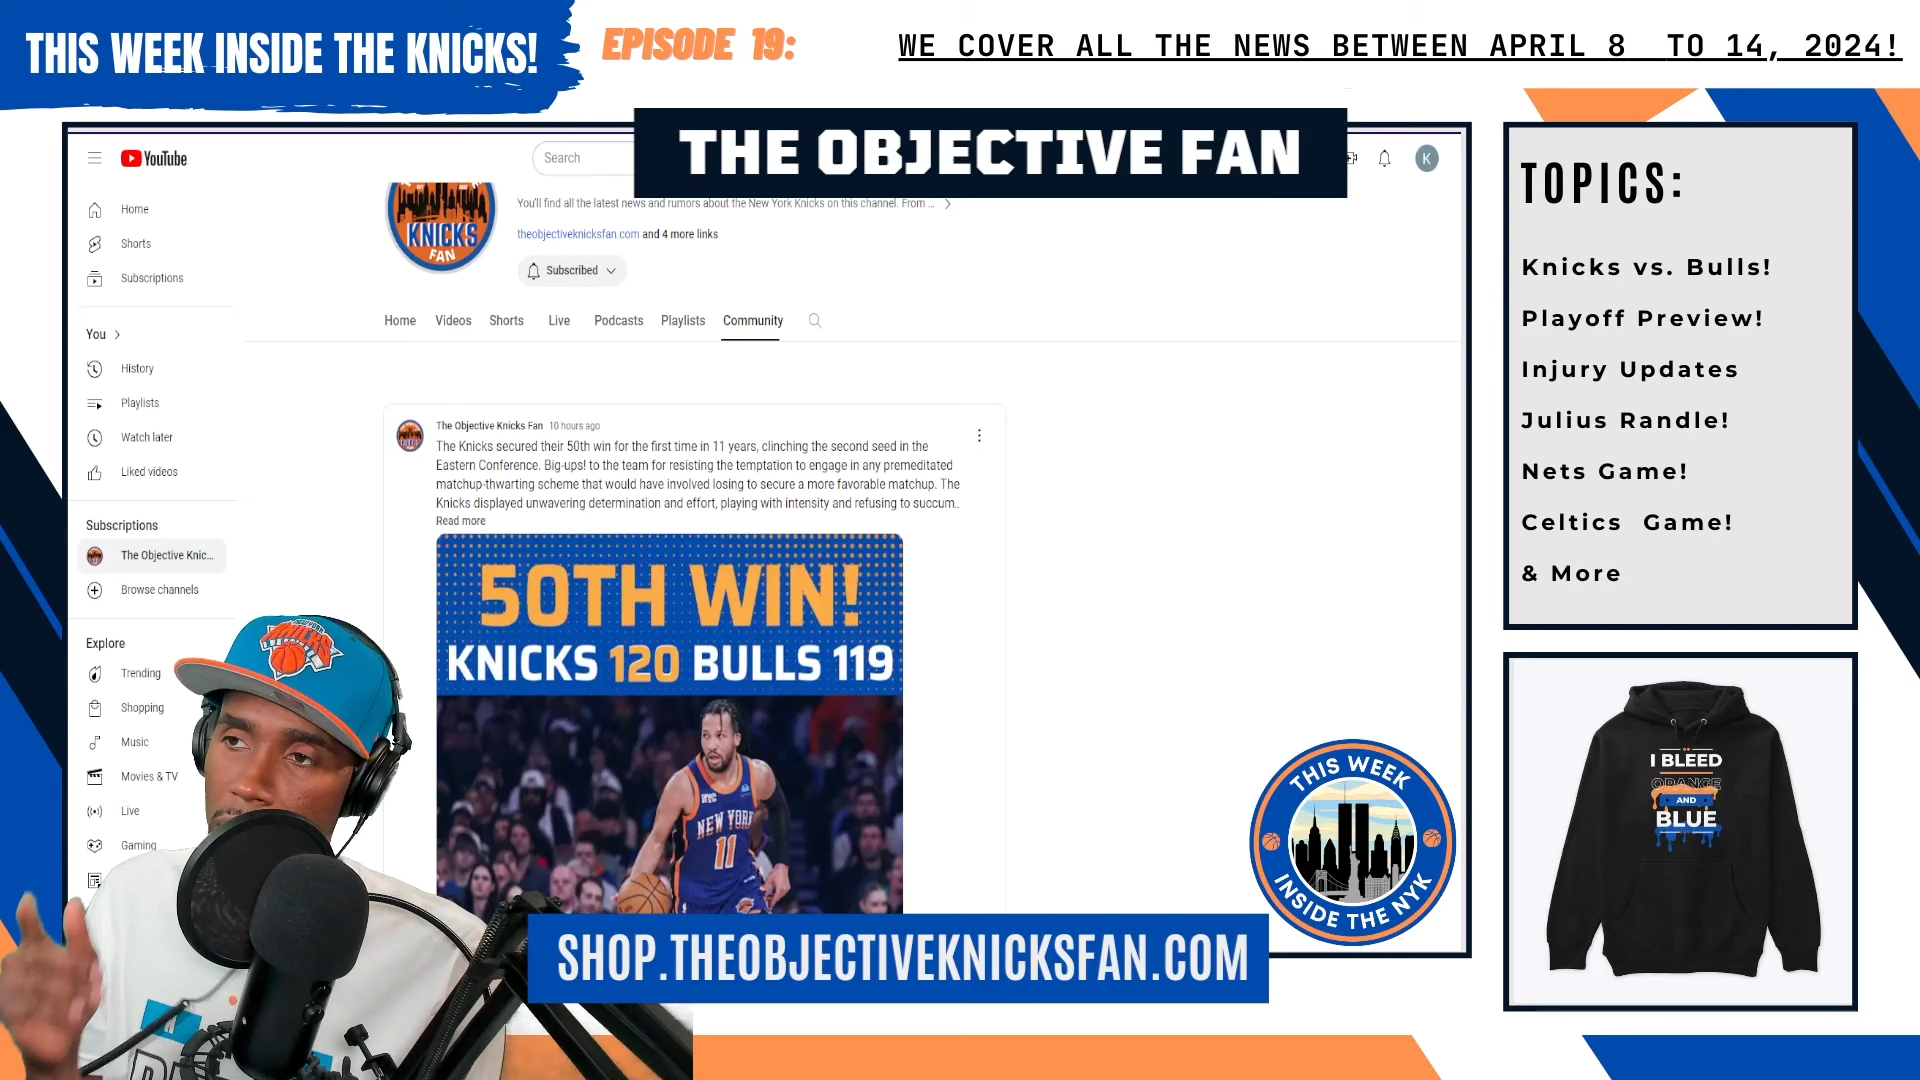 THIS WEEK INSIDE THE KNICKS!
EPISODE 19:
WE COVER ALL THE NEWS BETWEEN APRIL 8 TO 14, 2024!
THE OBJECTIVE FAN
YouTube
Search
K
Home
Shorts
Subscriptions
You
History
Playlists
Watch later
Liked videos
Subscriptions
The Objective Knic...
Browse channels
Explore
Trending
Shopping
Music
Movies & TV
Live
Gaming
KNICKS
FAN
You'll find all the latest news and rumors about the New York Knicks on this channel. From ...
theobjectiveknicksfan.com and 4 more links
Subscribed
Home Videos Shorts Live Podcasts Playlists Community
The Objective Knicks Fan 10 hours ago
The Knicks secured their 50th win for the first time in 11 years, clinching the second seed in the
Eastern Conference. Big-ups! to the team for resisting the temptation to engage in any premeditated
matchup-thwarting scheme that would have involved losing to secure a more favorable matchup. The
Knicks displayed unwavering determination and effort, playing with intensity and refusing to succum..
Read more
50TH WIN!
KNICKS 120 BULLS 119
NYC
NEW YORK
11
KNICKS
THIS WEEK
INSIDE THE NYK
SHOP.THEOBJECTIVEKNICKSFAN.COM
TOPICS:
Knicks vs. Bulls!
Playoff Preview!
Injury Updates
Julius Randle!
Nets Game!
Celtics Game!
& More
I BLEED
ORANGE
AND
BLUE